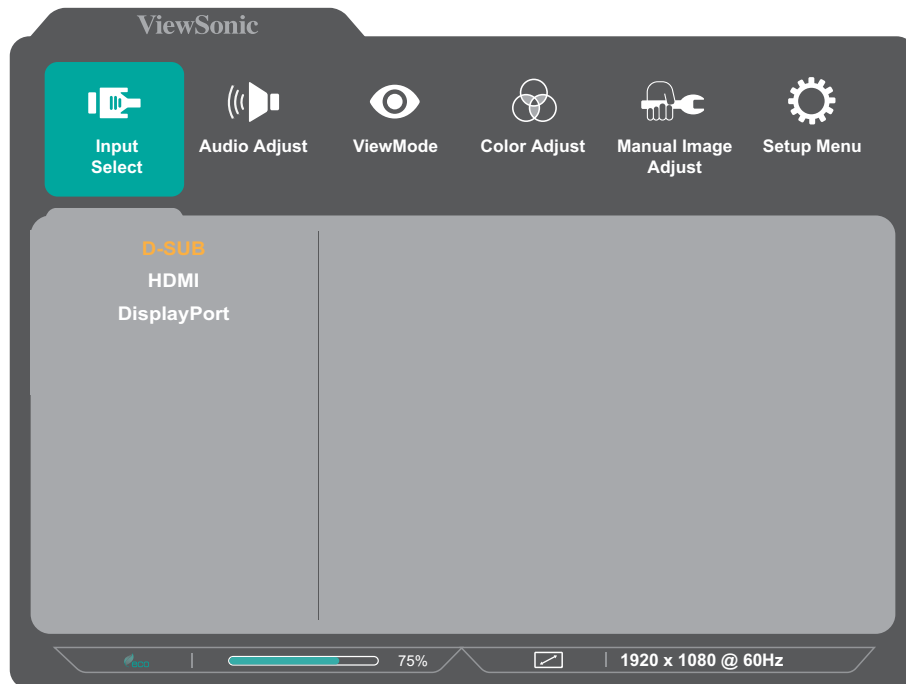 ViewSonic
Input
Select
Audio Adjust
ViewMode
Color Adjust
Manual Image
Adjust
Setup Menu
D-SUB
HDMI
DisplayPort
eco
75%
1920 x 1080 @ 60Hz